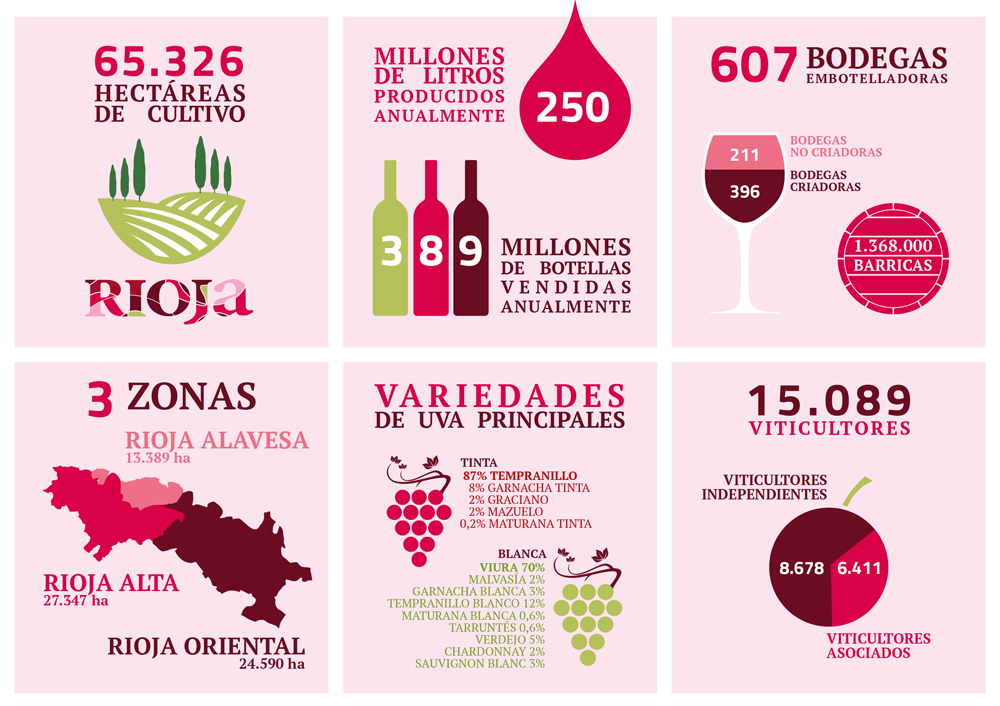 65.326
HECTÁREAS
DE CULTIVO
RIOJa
MILLONES
DE LITROS
PRODUCIDOS
ANUALMENTE
250
3 8 9
MILLONES
DE BOTELLAS
VENDIDAS
ANUALMENTE
607 BODEGAS
EMBOTELLADORAS
211
BODEGAS
NO CRIADORAS
396
BODEGAS
CRIADORAS
1.368.000
BARRICAS
3 ZONAS
RIOJA ALAVESA
13.389 ha
RIOJA ALTA
27.347 ha
RIOJA ORIENTAL
24.590 ha
VARIEDADES
DE UVA PRINCIPALES
TINTA
87% TEMPRANILLO
8% GARNACHA TINTA
2% GRACIANO
2% MAZUELO
0,2% MATURANA TINTA
BLANCA
VIURA 70%
MALVASÍA 2%
GARNACHA BLANCA 3%
TEMPRANILLO BLANCO 12%
MATURANA BLANCA 0,6%
TARRUNTÉS 0,6%
VERDEJO 5%
CHARDONNAY 2%
SAUVIGNON BLANC 3%
15.089
VITICULTORES
VITICULTORES
INDEPENDIENTES
8.678 6.411
VITICULTORES
ASOCIADOS